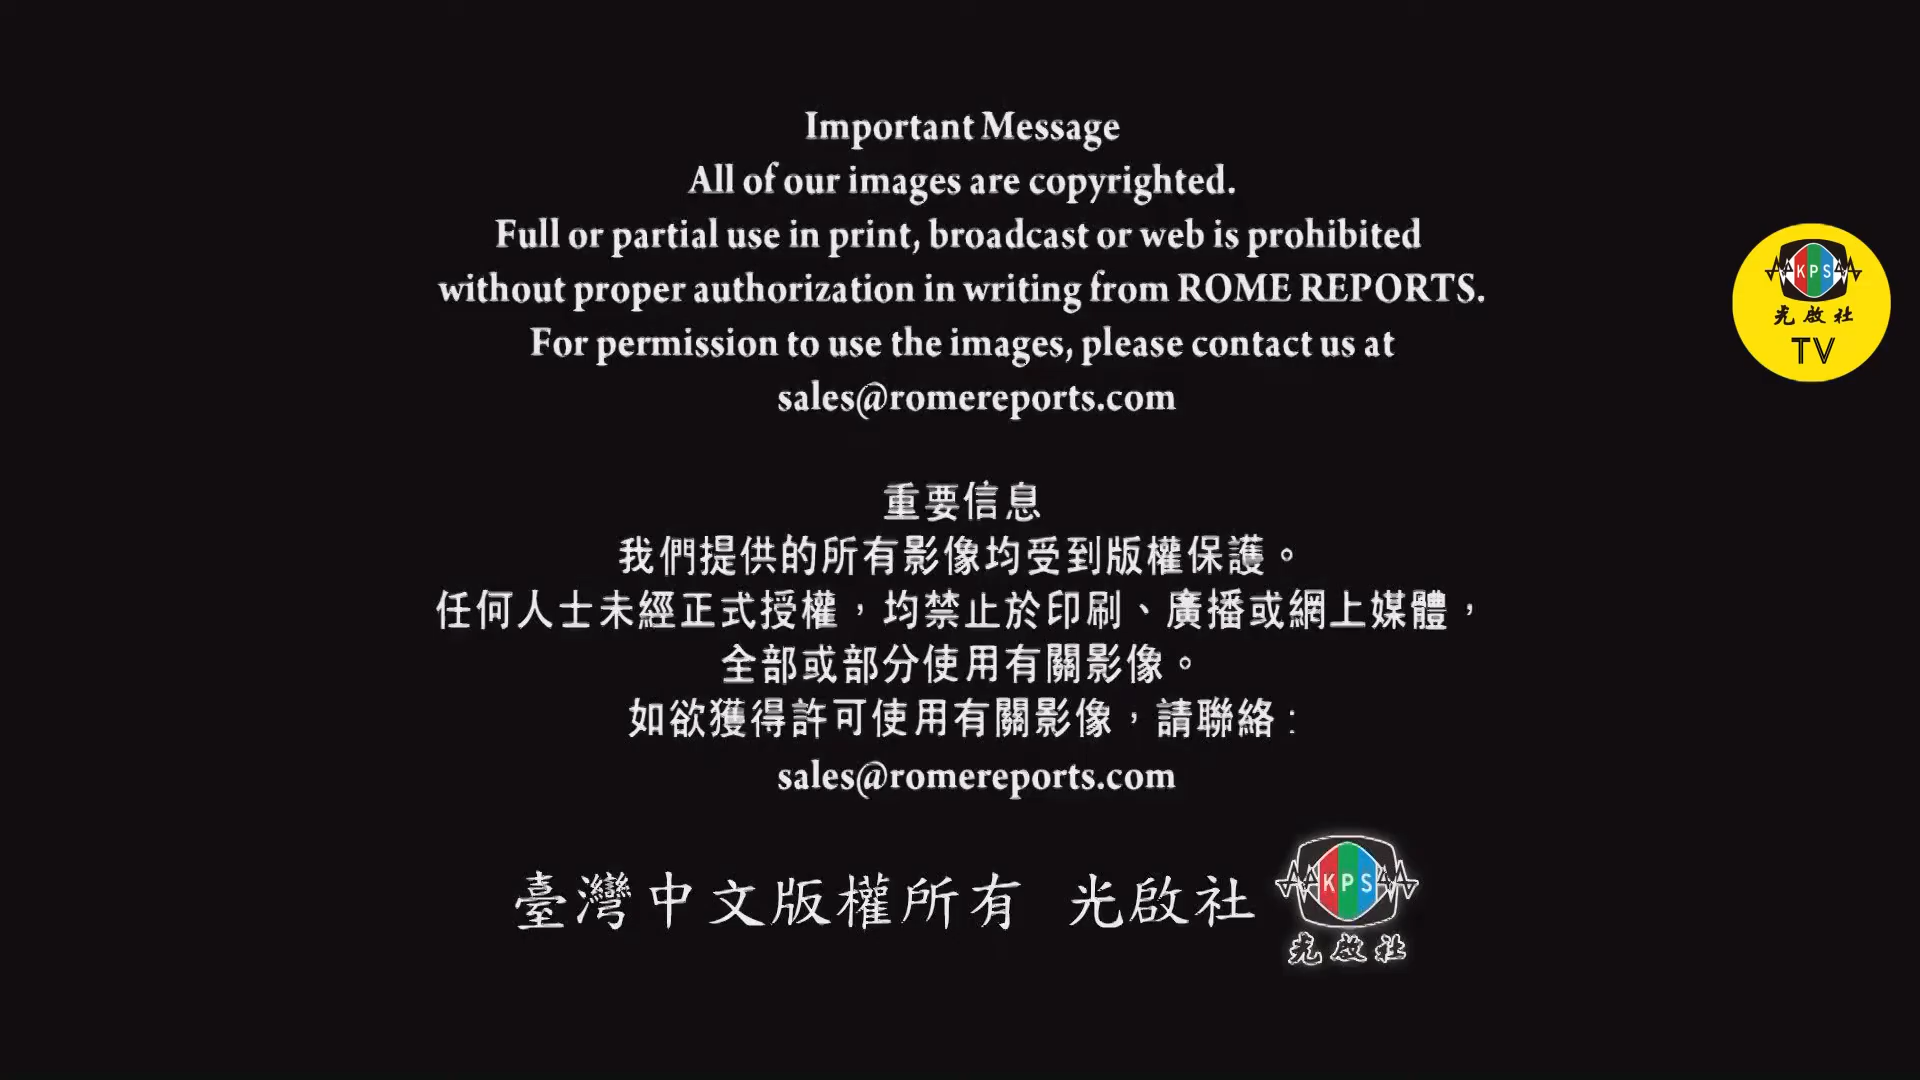 Important Message
All of our images are copyrighted.
Full or partial use in print, broadcast or web is prohibited
without proper authorization in writing from ROME REPORTS.
For permission to use the images, please contact us at
sales@romereports.com
KPS
光啟社
TV
重要信息
我們提供的所有影像均受到版權保護。
任何人士未經正式授權，均禁止於印刷、廣播或網上媒體，
全部或部分使用有關影像。
如欲獲得許可使用有關影像，請聯絡：
sales@romereports.com
臺灣中文版權所有 光啟社
KPS
光啟社